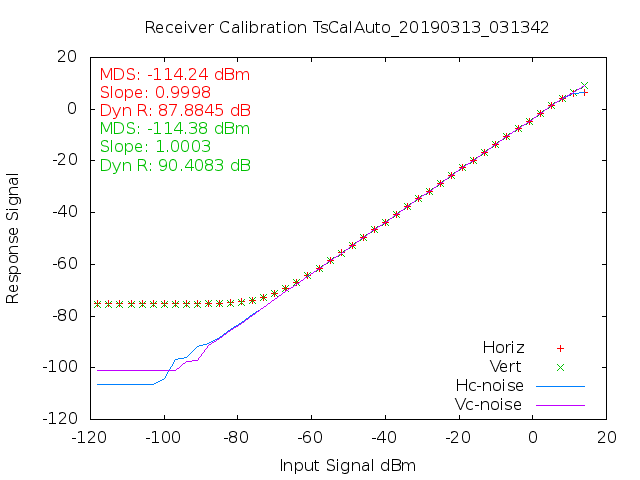 Receiver Calibration TsCalAuto_20190313_031342
20
0
-20
-40
-60
-80
-100
-120
Response Signal
MDS: -114.24 dBm
Slope: 0.9998
Dyn R: 87.8845 dB
MDS: -114.38 dBm
Slope: 1.0003
Dyn R: 90.4083 dB
Horiz
Vert
Hc-noise
Vc-noise
-120 -100 -80 -60 -40 -20 0 20
Input Signal dBm